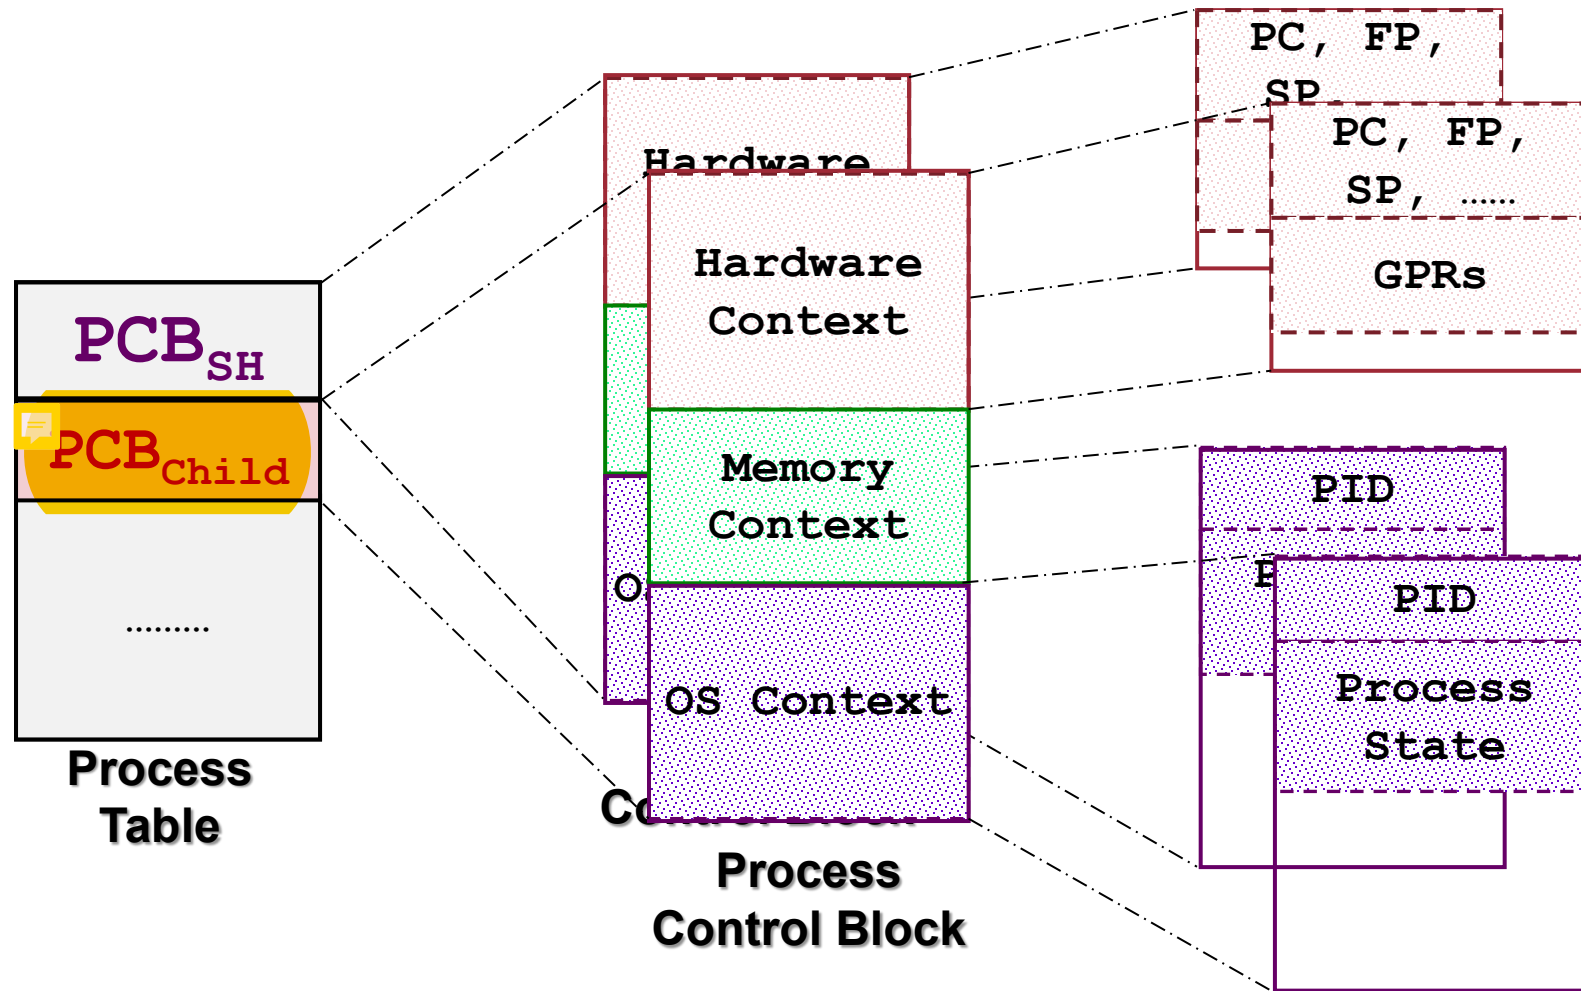 PCB SH
PCB Child
.........
Process
Table
Hardware
Hardware
Context
Memory
Context
OS Context
Process
Control Block
PC, FP,
SP,
PC, FP,
SP, ......
GPRs
PID
PID
Process
State